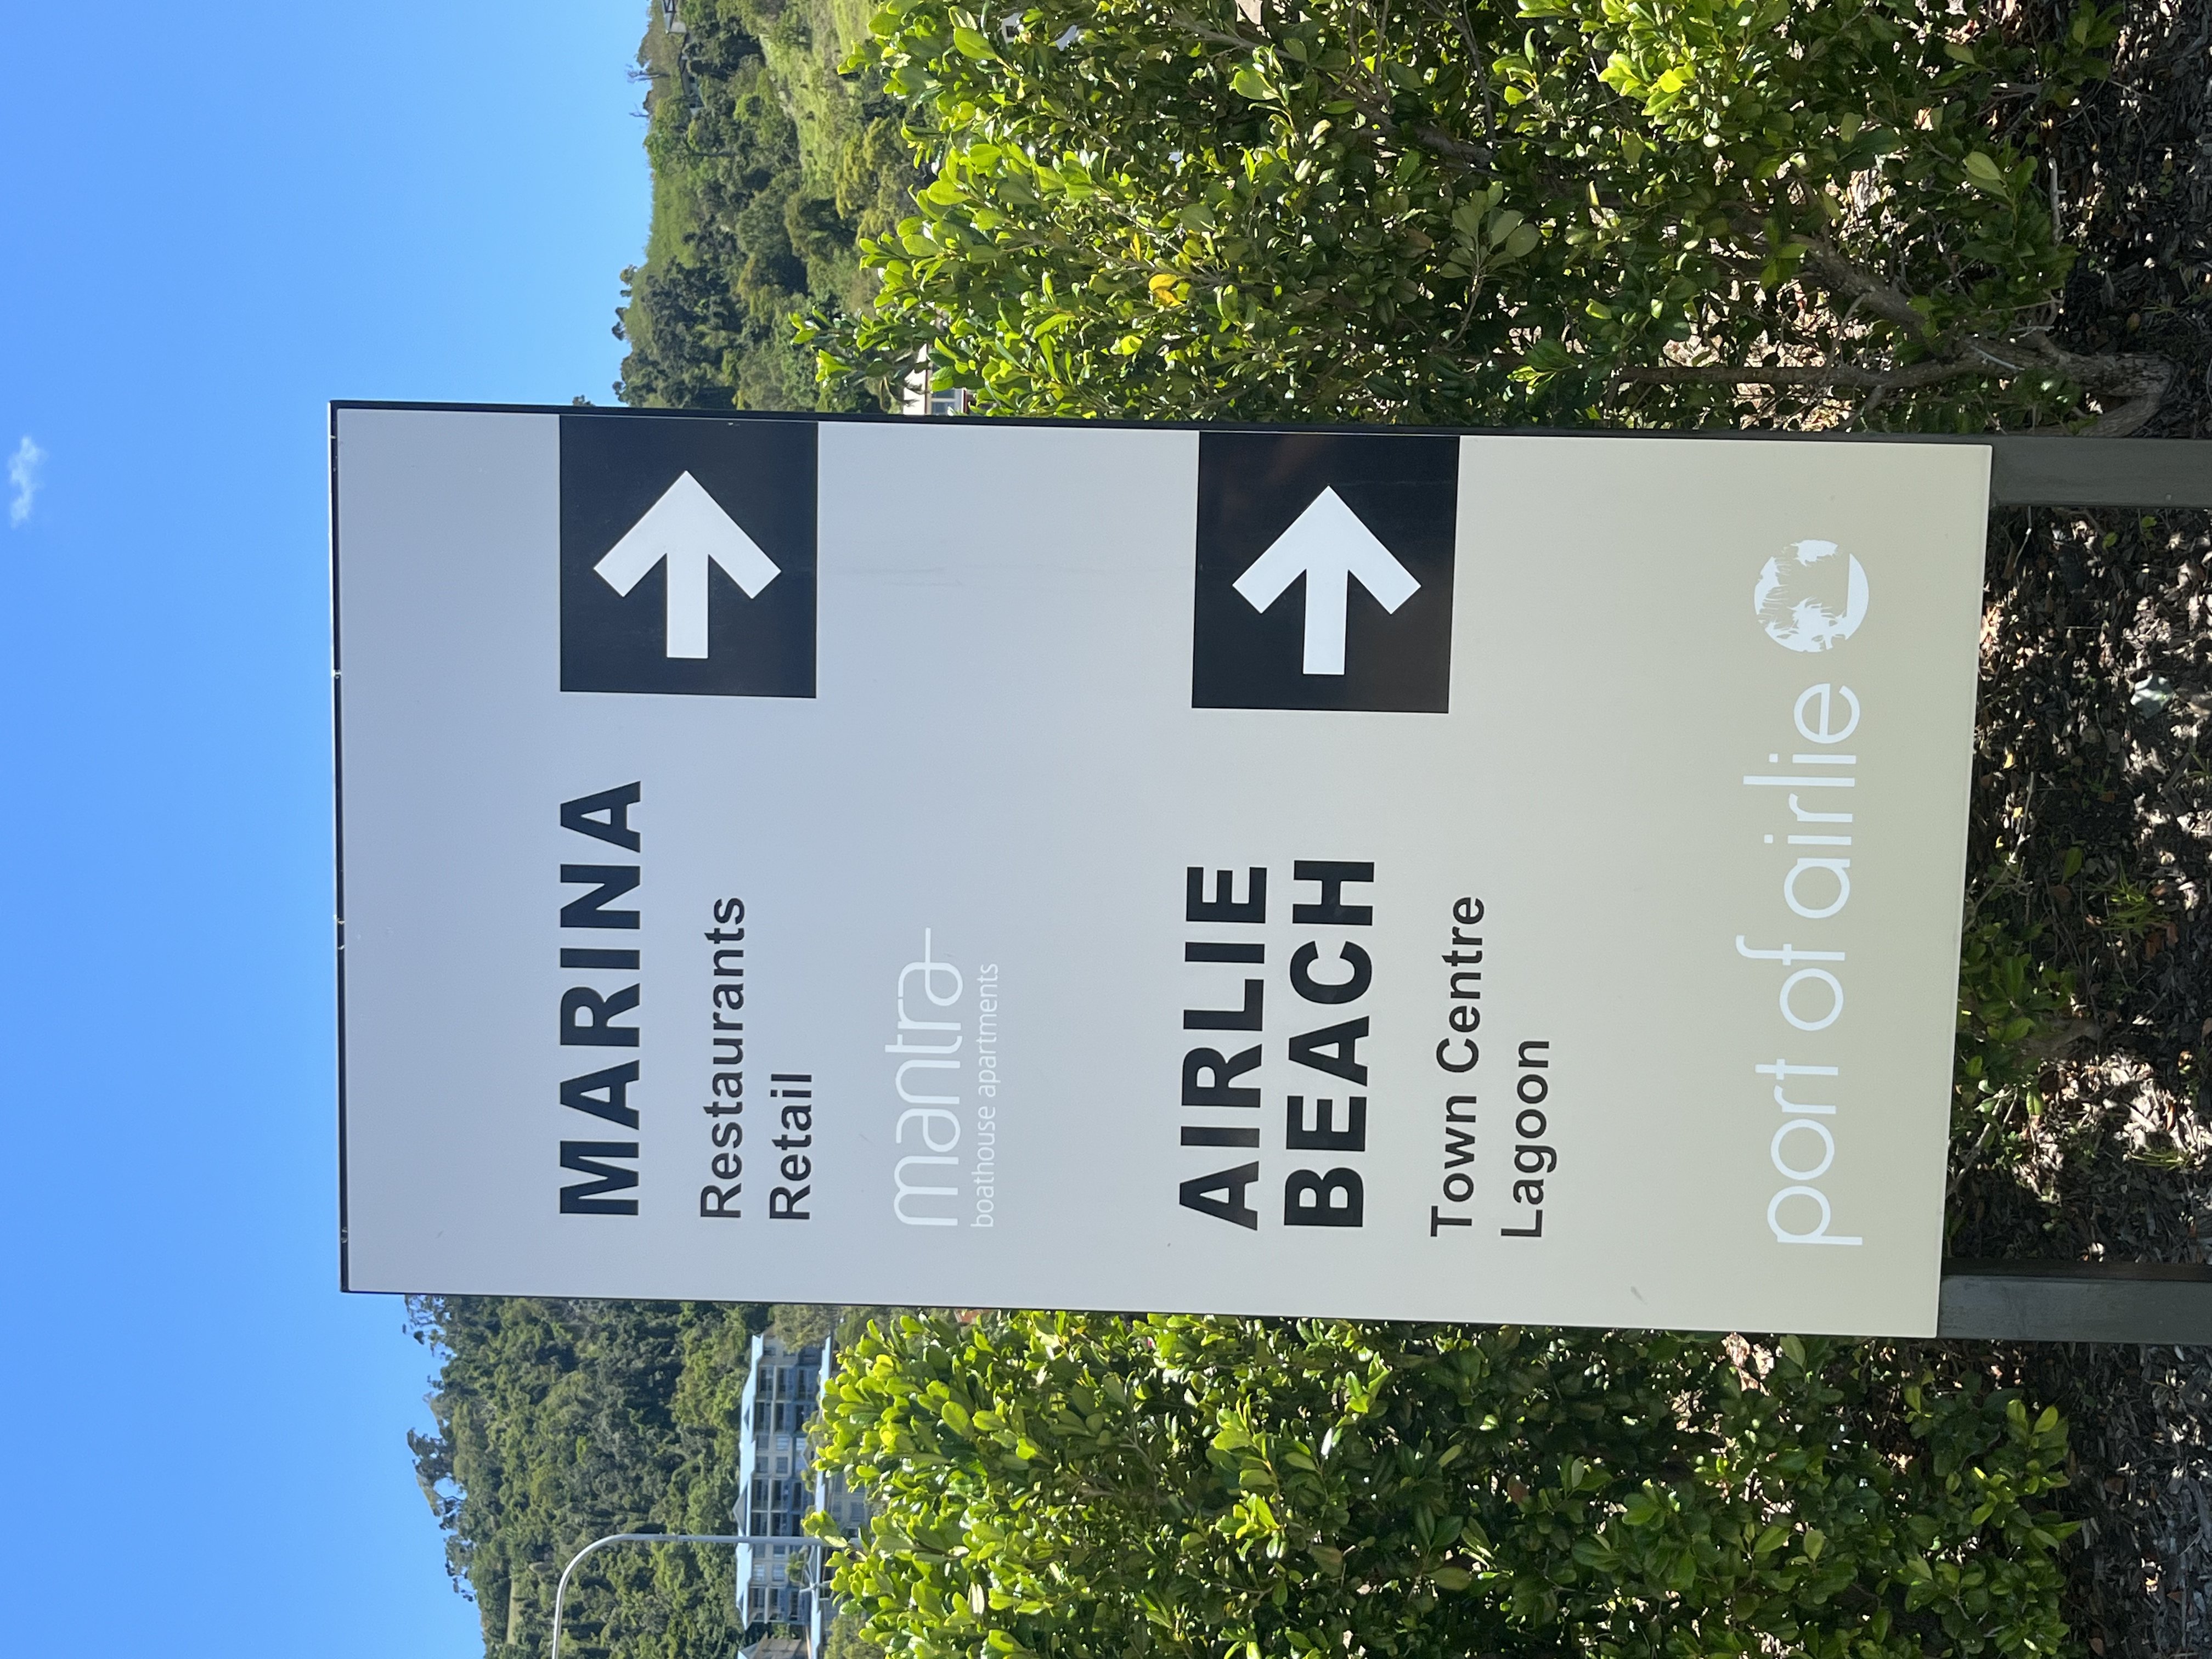 MARINA
Restaurants
Retail
mantra
boathouse apartments
AIRLIE
BEACH
Town Centre
Lagoon
port of airlie